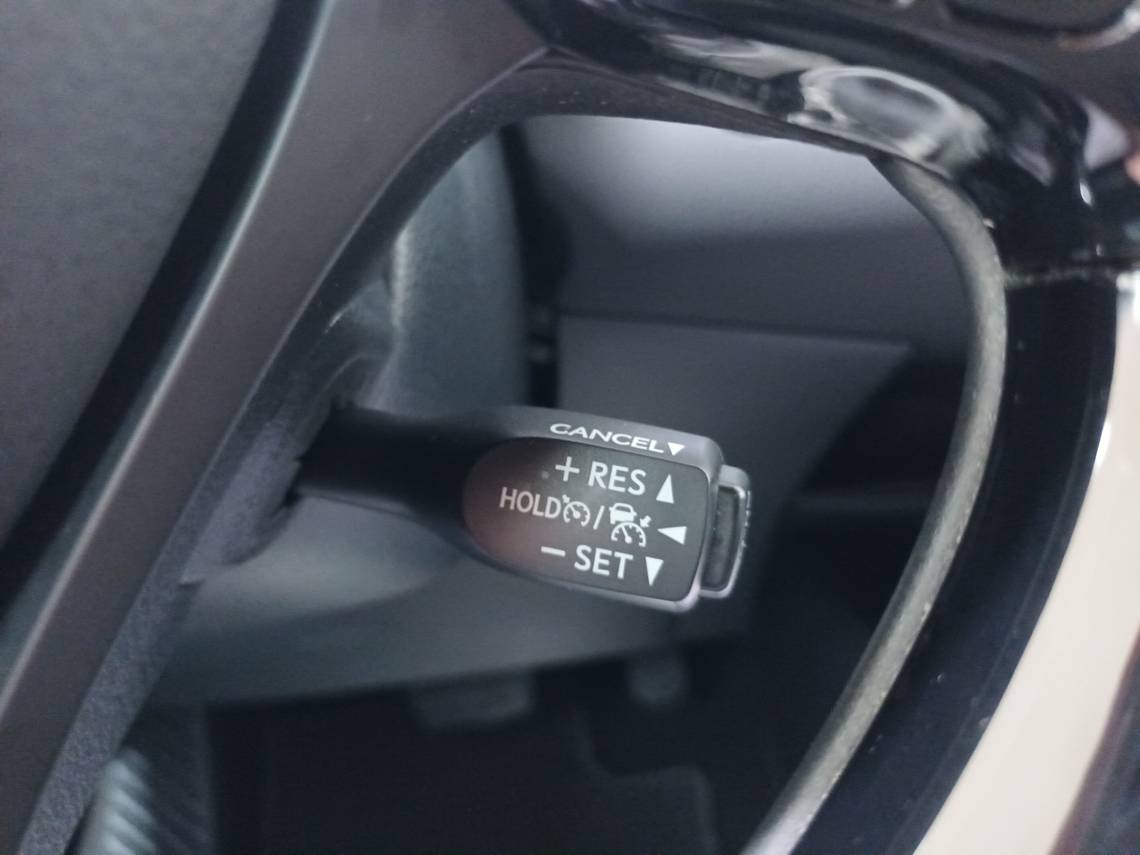 CANCEL▼
+ RES ▲
HOLD / ◀
− SET ▼